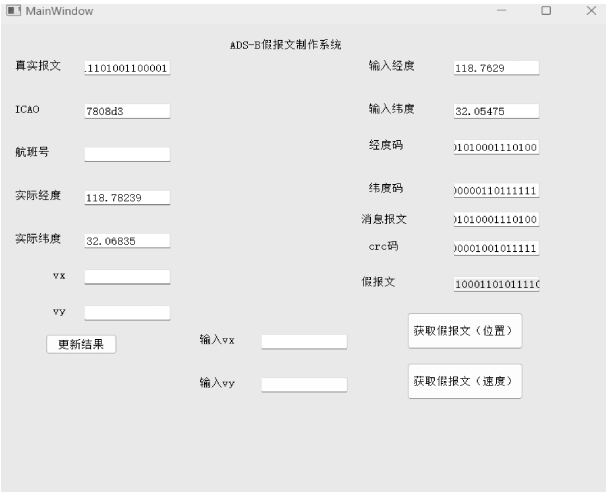 MainWindow
ADS-B假报文制作系统
真实报文 .1101001100001 输入经度 118.7629
ICAO 7808d3 输入纬度 32.05475
航班号 经度码 )1010001110100
实际经度 118.78239 纬度码 )00000110111111
消息报文 )1010001110100
实际纬度 32.06835 crc码 )00001001011111
vx 假报文 10001101011110
vy
更新结果 输入vx 获取假报文（位置）
输入vy 获取假报文（速度）